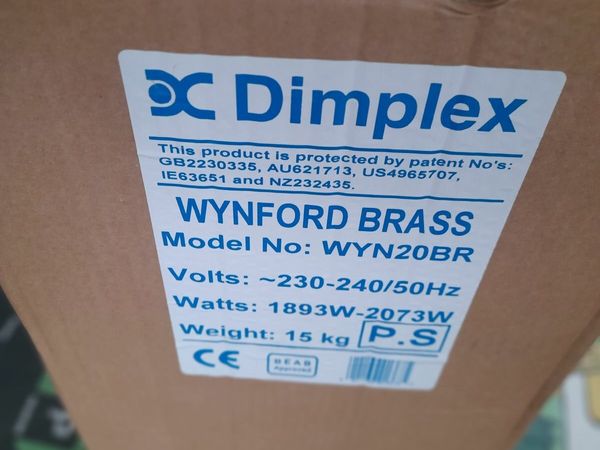 Dimplex
This product is protected by patent No's:
GB2230335, AU621713, US4965707,
IE63651 and NZ232435.
WYNFORD BRASS
Model No: WYN20BR
Volts: ~230-240/50Hz
Watts: 1893W-2073W
Weight: 15 kg P.S
CE BEAB
Approved